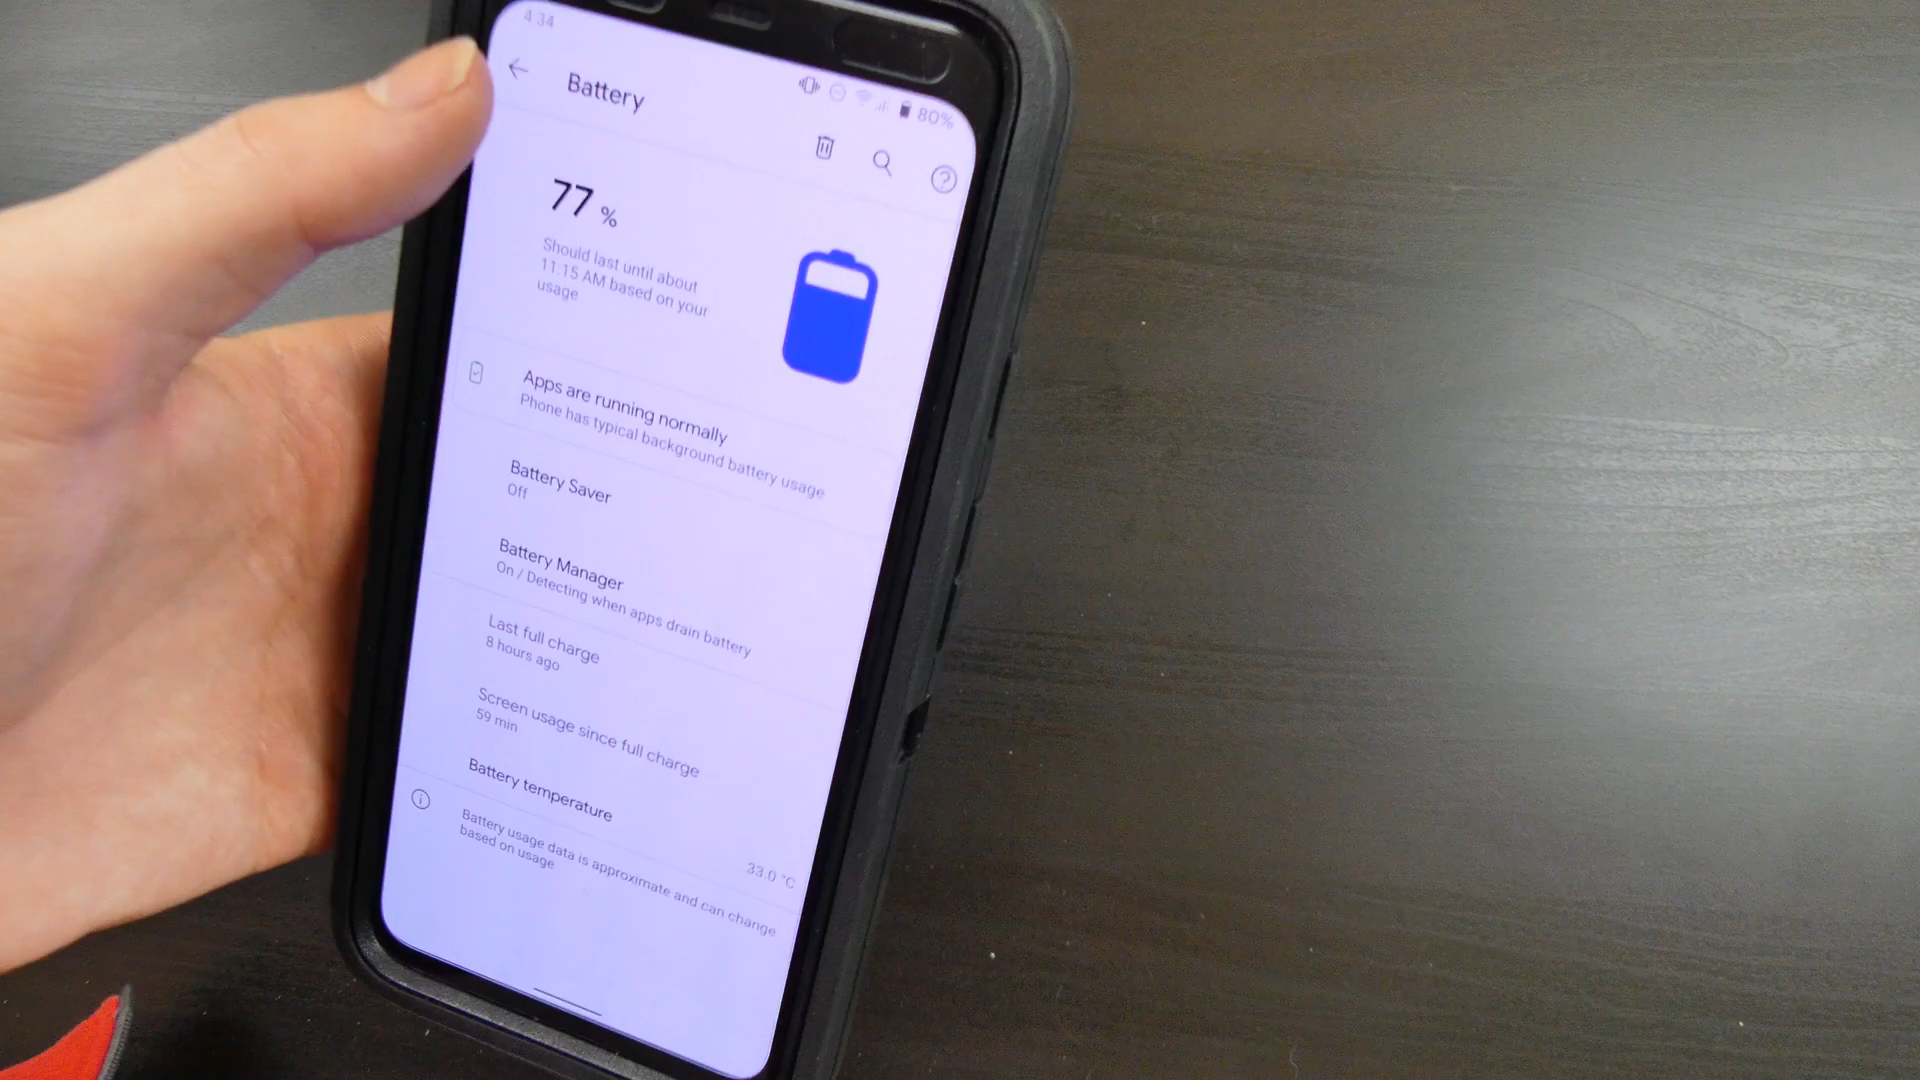 4 34
80%
Battery
77 %
Should last until about
11:15 AM based on your
usage
Apps are running normally
Phone has typical background battery usage
Battery Saver
Off
Battery Manager
On / Detecting when apps drain battery
Last full charge
8 hours ago
Screen usage since full charge
59 min
Battery temperature
33.0 °C
Battery usage data is approximate and can change
based on usage